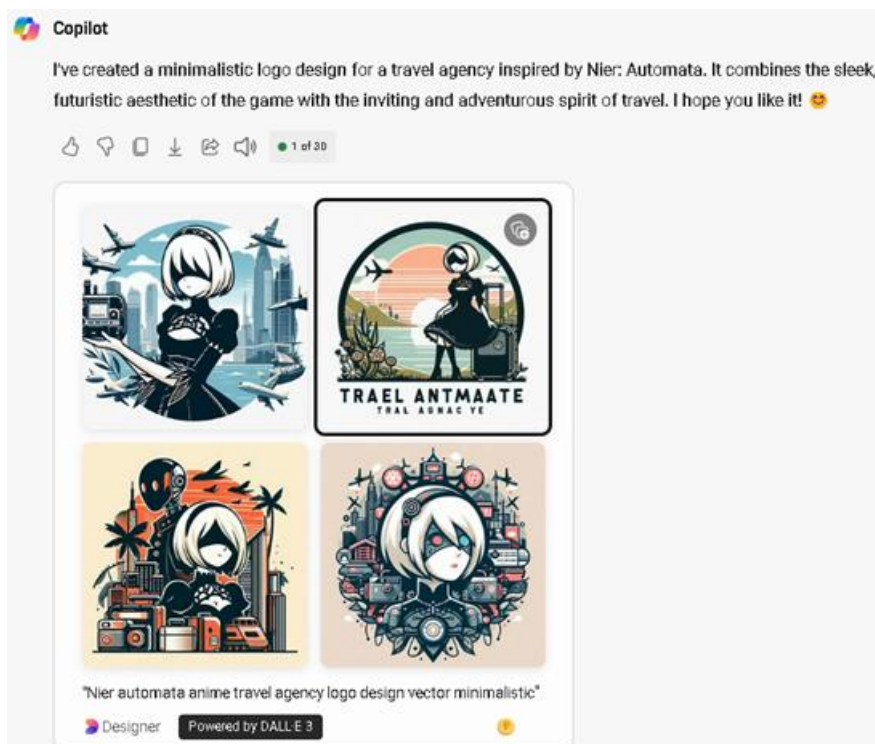 Copilot
I've created a minimalistic logo design for a travel agency inspired by Nier: Automata. It combines the sleek,
futuristic aesthetic of the game with the inviting and adventurous spirit of travel. I hope you like it! 😊
1 of 30
TRAEL ANTMAATE
TRAL AGNAC YE
"Nier automata anime travel agency logo design vector minimalistic"
Designer
Powered by DALL·E 3